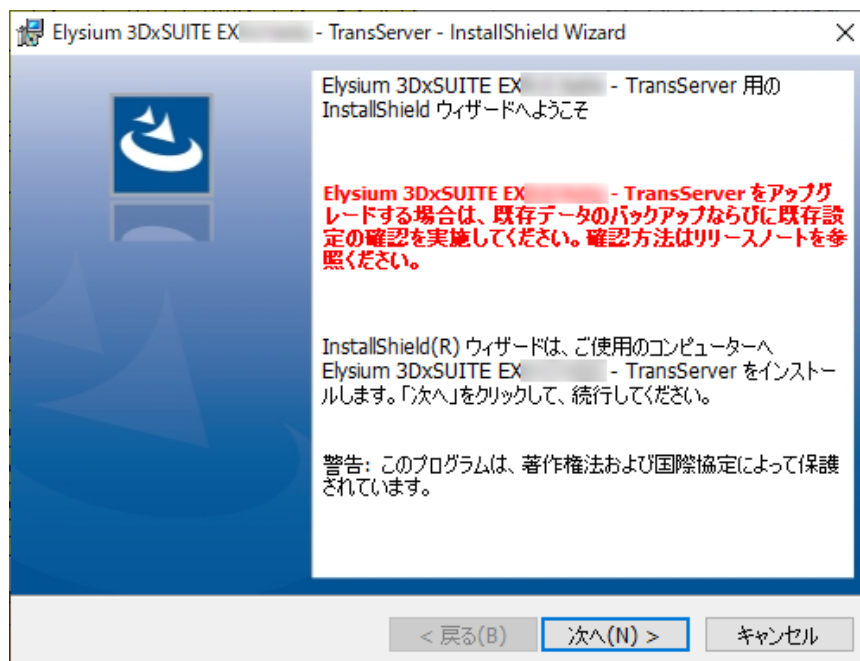 Elysium 3DxSUITE EX - TransServer - InstallShield Wizard
Elysium 3DxSUITE EX - TransServer 用の
InstallShield ウィザードへようこそ
Elysium 3DxSUITE EX - TransServer をアップグ
レードする場合は、既存データのバックアップならびに既存設
定の確認を実施してください。確認方法はリリースノートを参
照ください。
InstallShield(R) ウィザードは、ご使用のコンピューターへ
Elysium 3DxSUITE EX - TransServer をインストー
ルします。「次へ」をクリックして、続行してください。
警告: このプログラムは、著作権法および国際協定によって保護
されています。
< 戻る(B)
次へ(N) >
キャンセル